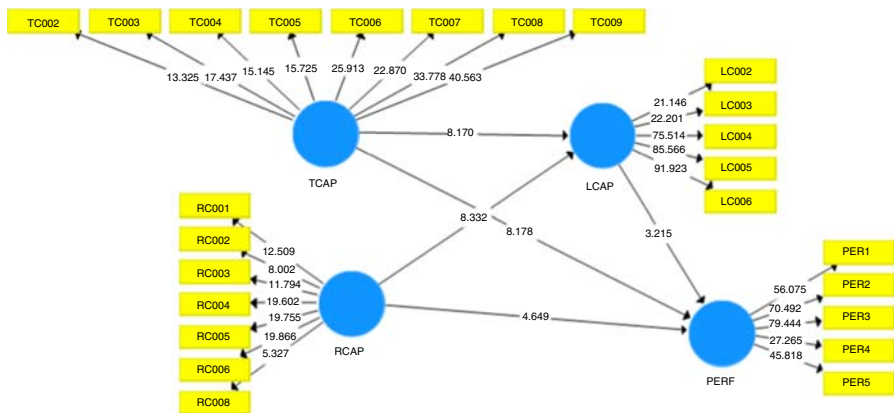 TC002 TC003 TC004 TC005 TC006 TC007 TC008 TC009
13.325 17.437 15.145 15.725 25.913 22.870 33.778 40.563
TCAP
8.170
LCAP
21.146
22.201
75.514
85.566
91.923
LC002
LC003
LC004
LC005
LC006
8.332
8.178
3.215
RC001
RC002
RC003
RC004
RC005
RC006
RC008
12.509
8.002
11.794
19.602
19.755
19.866
5.327
RCAP
4.649
PERF
56.075
70.492
79.444
27.265
45.818
PER1
PER2
PER3
PER4
PER5